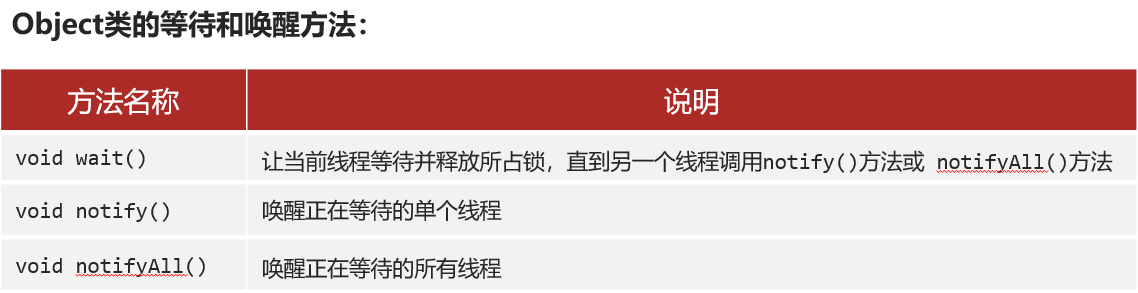 Object类的等待和唤醒方法：
方法名称 说明
void wait() 让当前线程等待并释放所占锁，直到另一个线程调用notify()方法或 notifyAll()方法
void notify() 唤醒正在等待的单个线程
void notifyAll() 唤醒正在等待的所有线程